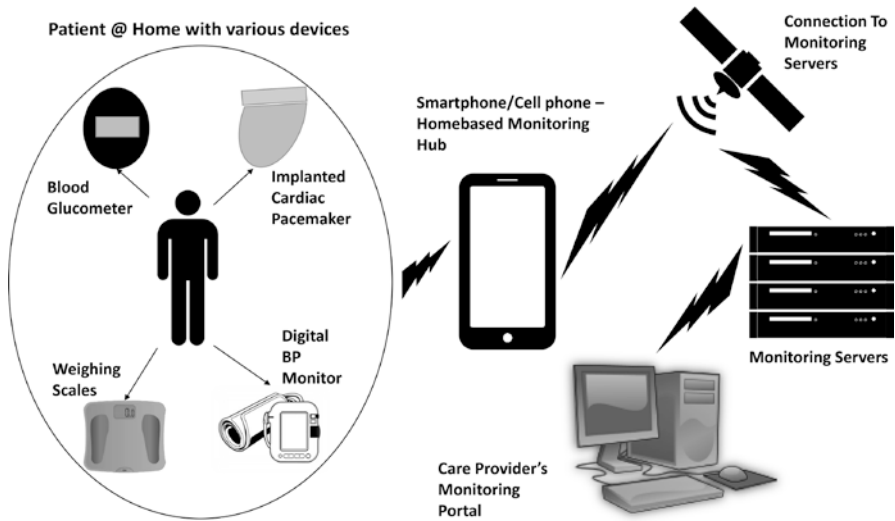 Patient @ Home with various devices
Blood
Glucometer
Implanted
Cardiac
Pacemaker
Weighing
Scales
Digital
BP
Monitor
Smartphone/Cell phone –
Homebased Monitoring
Hub
Connection To
Monitoring
Servers
Monitoring Servers
Care Provider's
Monitoring
Portal